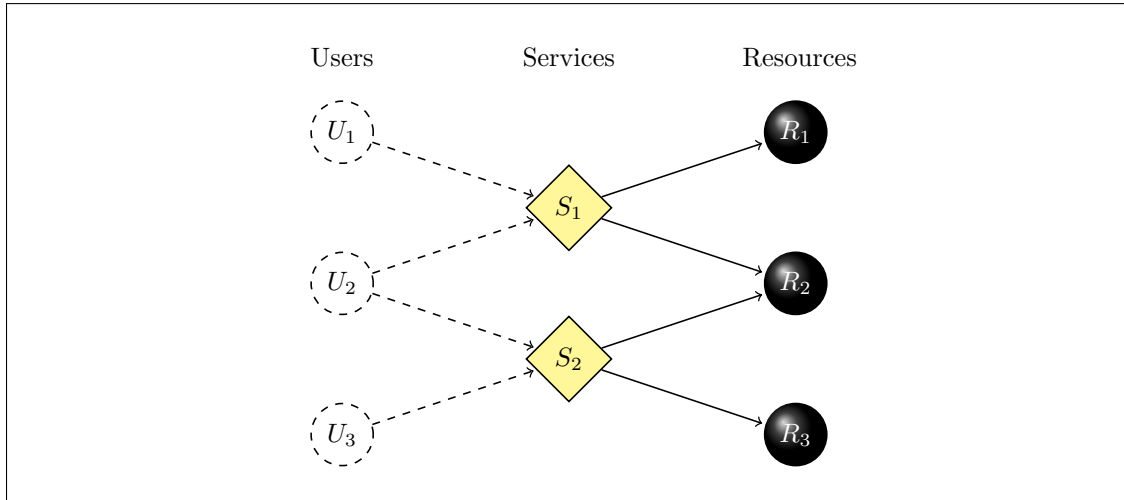 Users Services Resources
U₁ R₁
S₁
U₂ R₂
S₂
U₃ R₃